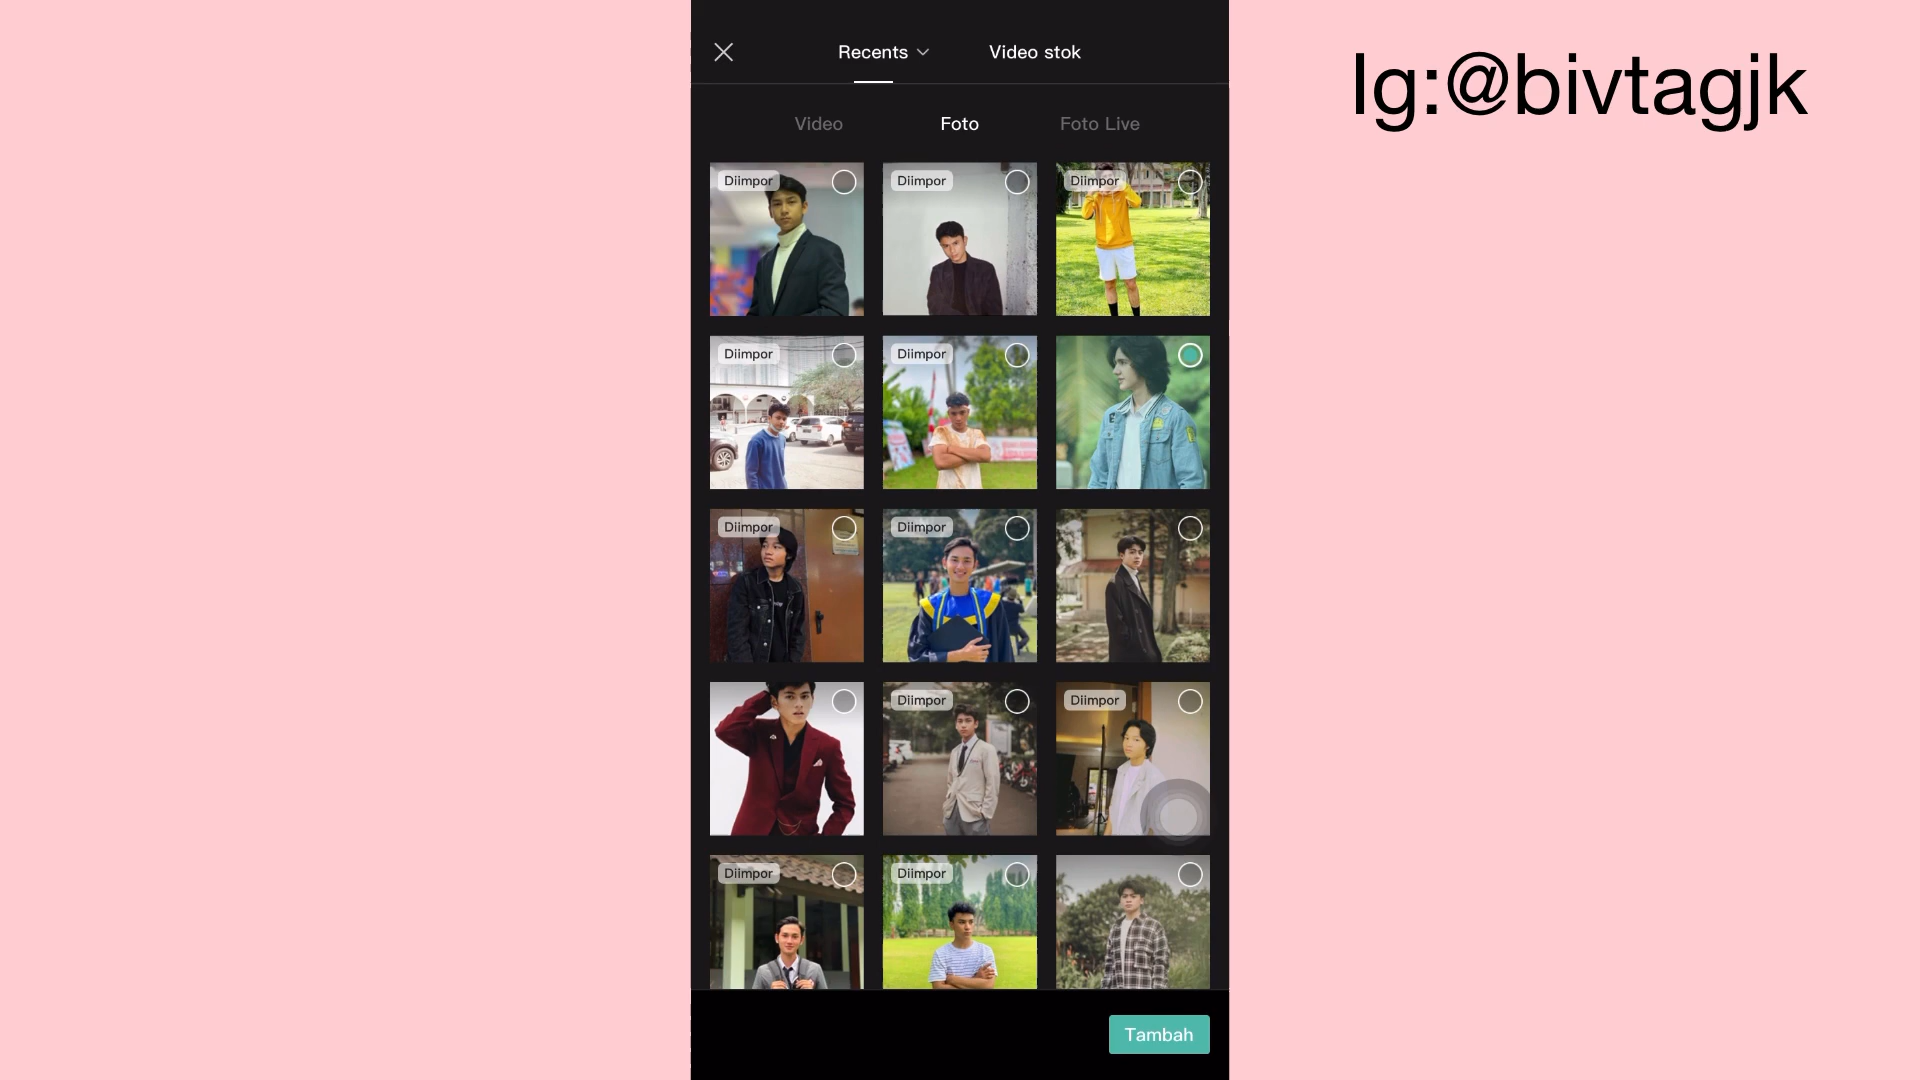 Recents
Video stok
Ig:@bivtagjk
Video
Foto
Foto Live
Diimpor
Diimpor
Diimpor
Diimpor
Diimpor
Diimpor
Diimpor
Diimpor
Diimpor
Diimpor
Diimpor
Tambah